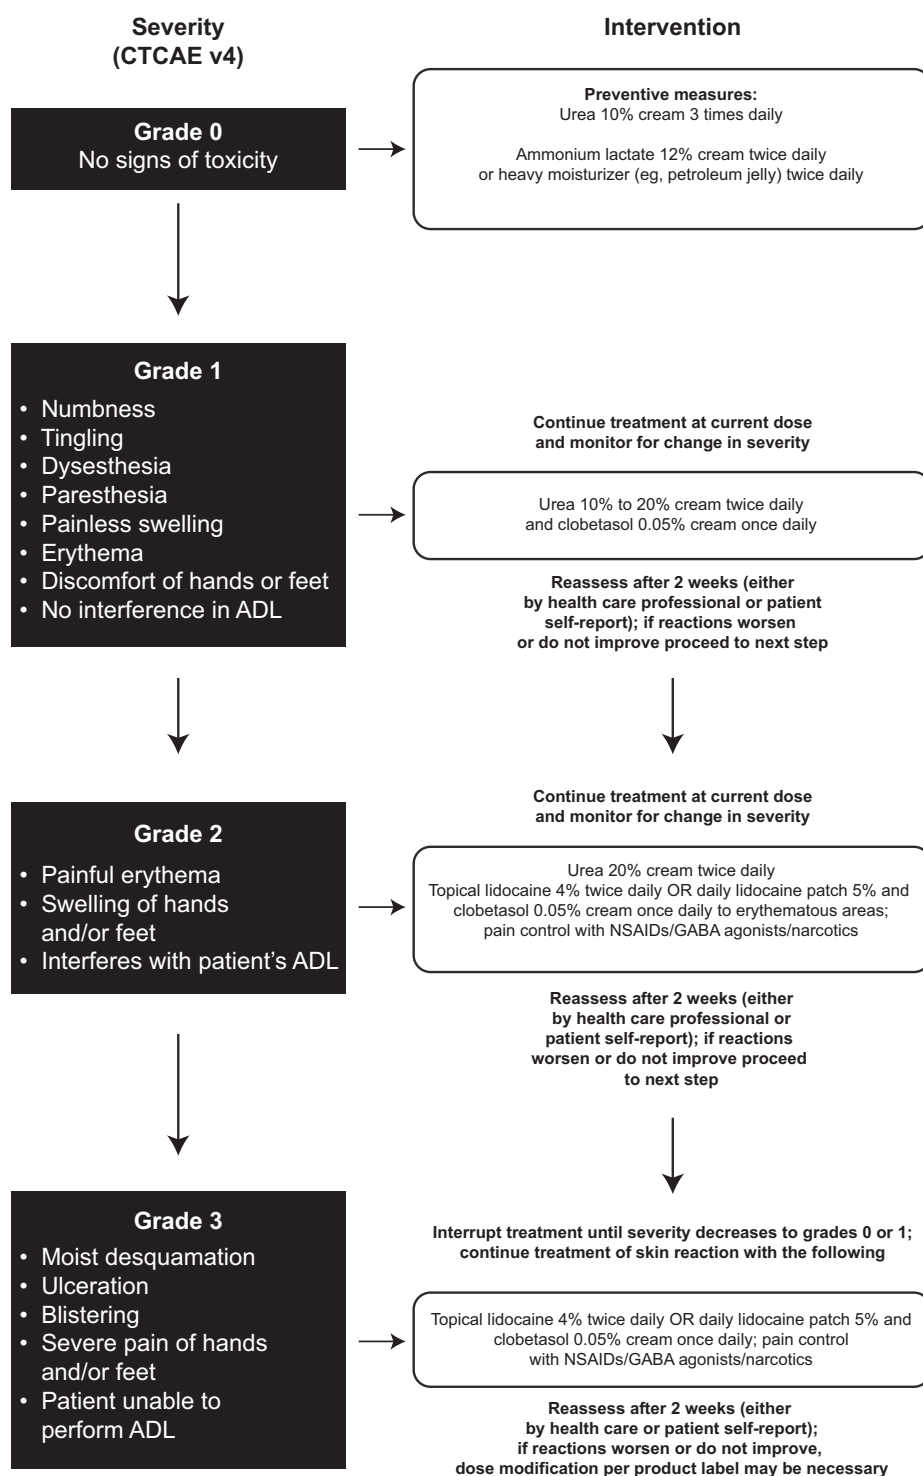 Severity
(CTCAE v4)
Intervention
Grade 0
No signs of toxicity
Preventive measures:
Urea 10% cream 3 times daily
Ammonium lactate 12% cream twice daily
or heavy moisturizer (eg, petroleum jelly) twice daily
Grade 1
• Numbness
• Tingling
• Dysesthesia
• Paresthesia
• Painless swelling
• Erythema
• Discomfort of hands or feet
• No interference in ADL
Continue treatment at current dose
and monitor for change in severity
Urea 10% to 20% cream twice daily
and clobetasol 0.05% cream once daily
Reassess after 2 weeks (either
by health care professional or patient
self-report); if reactions worsen
or do not improve proceed to next step
Grade 2
• Painful erythema
• Swelling of hands
and/or feet
• Interferes with patient's ADL
Continue treatment at current dose
and monitor for change in severity
Urea 20% cream twice daily
Topical lidocaine 4% twice daily OR daily lidocaine patch 5% and
clobetasol 0.05% cream once daily to erythematous areas;
pain control with NSAIDs/GABA agonists/narcotics
Reassess after 2 weeks (either
by health care professional or
patient self-report); if reactions
worsen or do not improve proceed
to next step
Grade 3
• Moist desquamation
• Ulceration
• Blistering
• Severe pain of hands
and/or feet
• Patient unable to
perform ADL
Interrupt treatment until severity decreases to grades 0 or 1;
continue treatment of skin reaction with the following
Topical lidocaine 4% twice daily OR daily lidocaine patch 5% and
clobetasol 0.05% cream once daily; pain control
with NSAIDs/GABA agonists/narcotics
Reassess after 2 weeks (either
by health care or patient self-report);
if reactions worsen or do not improve,
dose modification per product label may be necessary